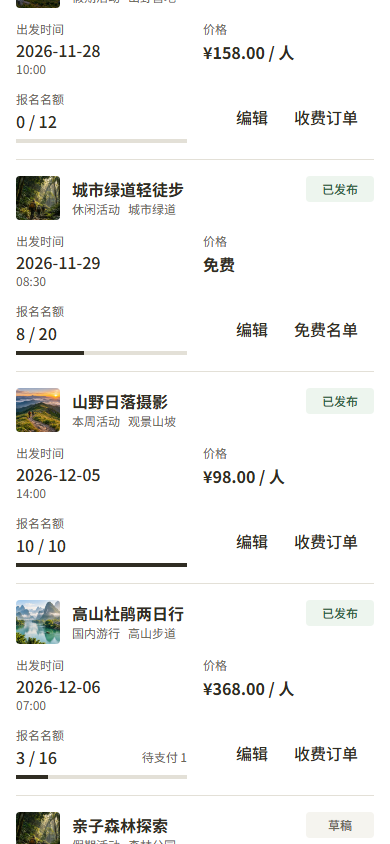 出发时间
价格
2026-11-28
¥158.00 / 人
10:00
报名名额
0 / 12
编辑
收费订单
城市绿道轻徒步
已发布
休闲活动 城市绿道
出发时间
价格
2026-11-29
免费
08:30
报名名额
8 / 20
编辑
免费名单
山野日落摄影
已发布
本周活动 观景山坡
出发时间
价格
2026-12-05
¥98.00 / 人
14:00
报名名额
10 / 10
编辑
收费订单
高山杜鹃两日行
已发布
国内游行 高山步道
出发时间
价格
2026-12-06
¥368.00 / 人
07:00
报名名额
3 / 16
待支付 1
编辑
收费订单
亲子森林探索
草稿